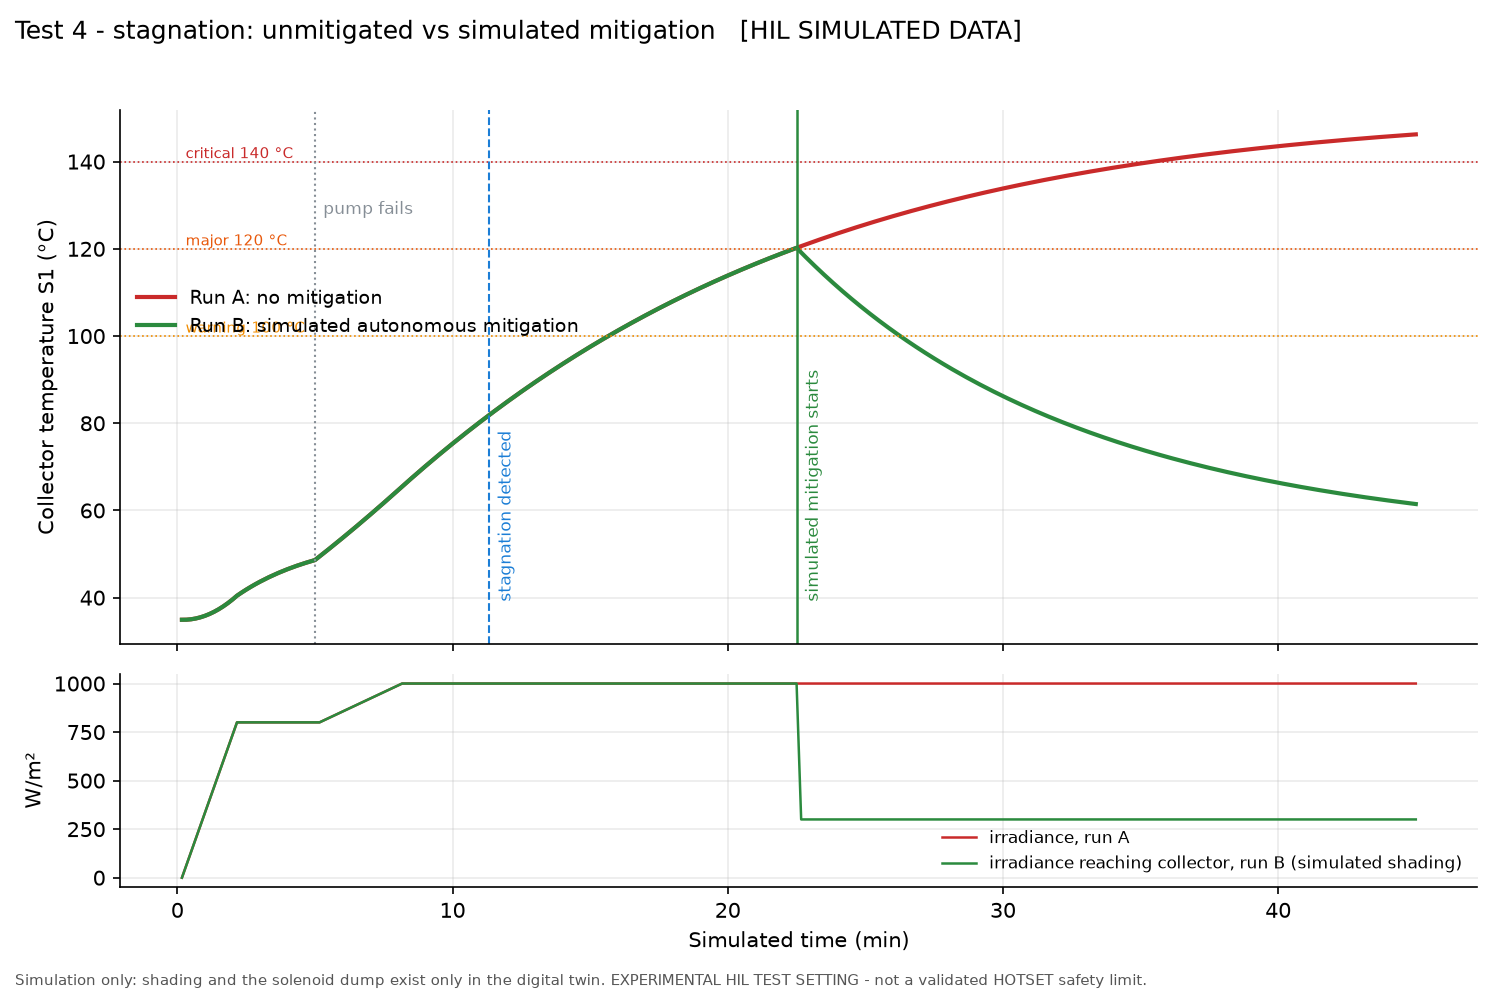 Test 4 - stagnation: unmitigated vs simulated mitigation   [HIL SIMULATED DATA]
Collector temperature S1 (°C)
140
120
100
80
60
40
critical 140 °C
pump fails
major 120 °C
Run A: no mitigation
warning 100 °C
Run B: simulated autonomous mitigation
stagnation detected
simulated mitigation starts
W/m²
1000
750
500
250
0
irradiance, run A
irradiance reaching collector, run B (simulated shading)
0 10 20 30 40
Simulated time (min)
Simulation only: shading and the solenoid dump exist only in the digital twin. EXPERIMENTAL HIL TEST SETTING - not a validated HOTSET safety limit.